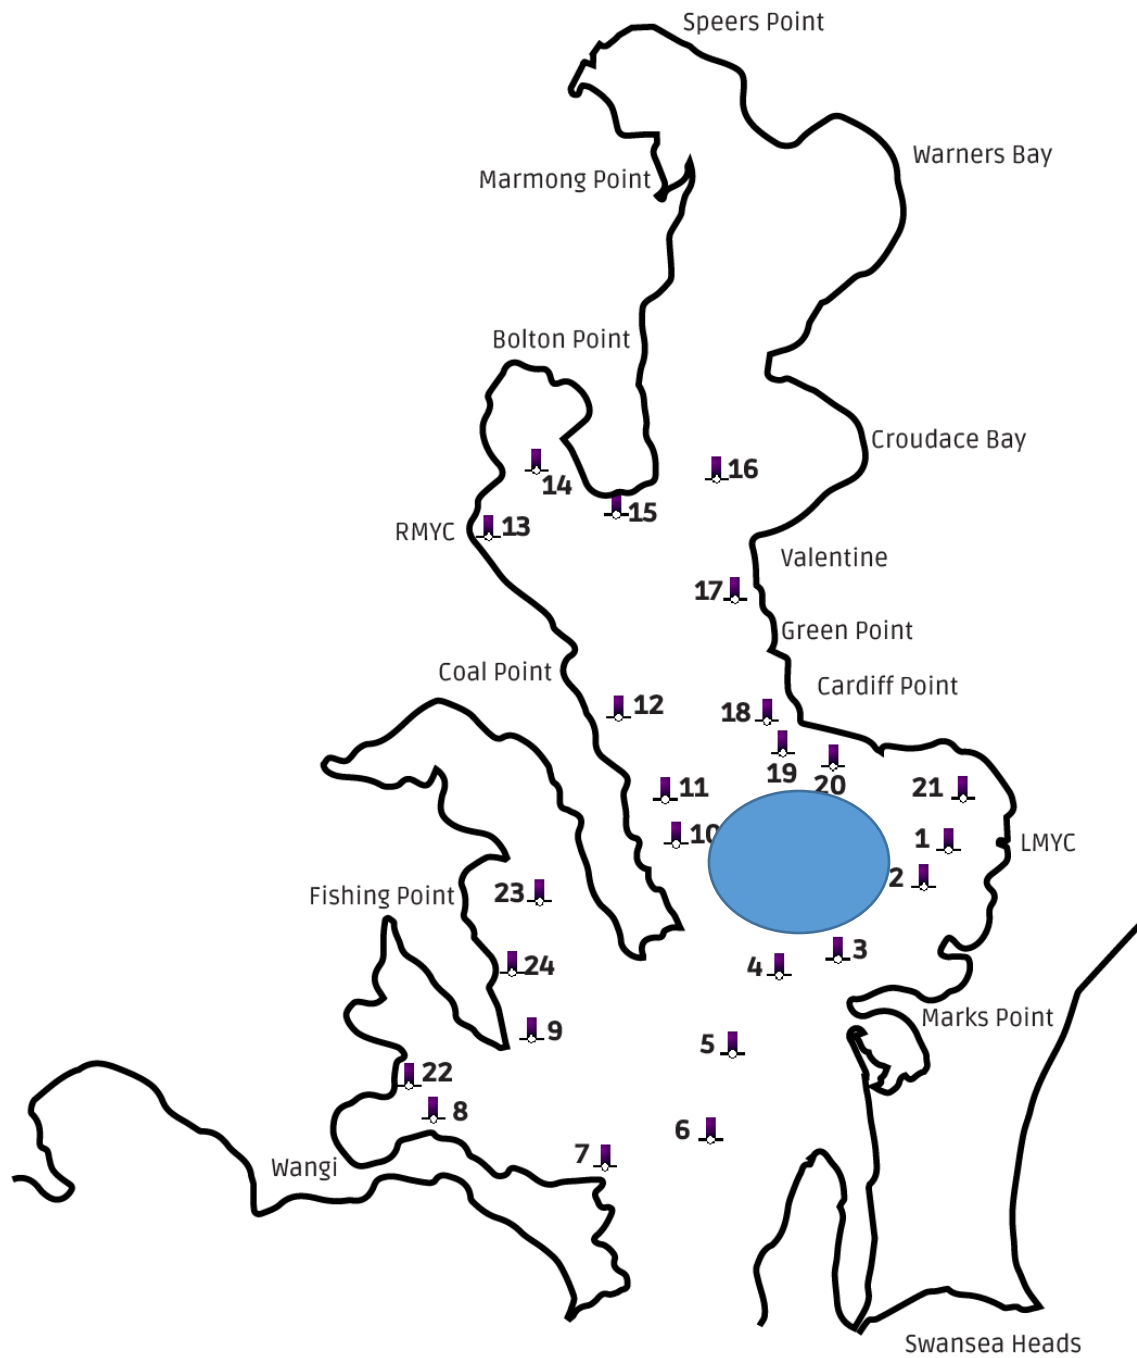 Speers Point
Warners Bay
Marmong Point
Bolton Point
Croudace Bay
16
14
15
RMYC
13
Valentine
17
Green Point
Coal Point
Cardiff Point
12
18
19
20
11
21
10
1
LMYC
2
23
Fishing Point
3
4
24
Marks Point
9
5
22
8
6
7
Wangi
Swansea Heads